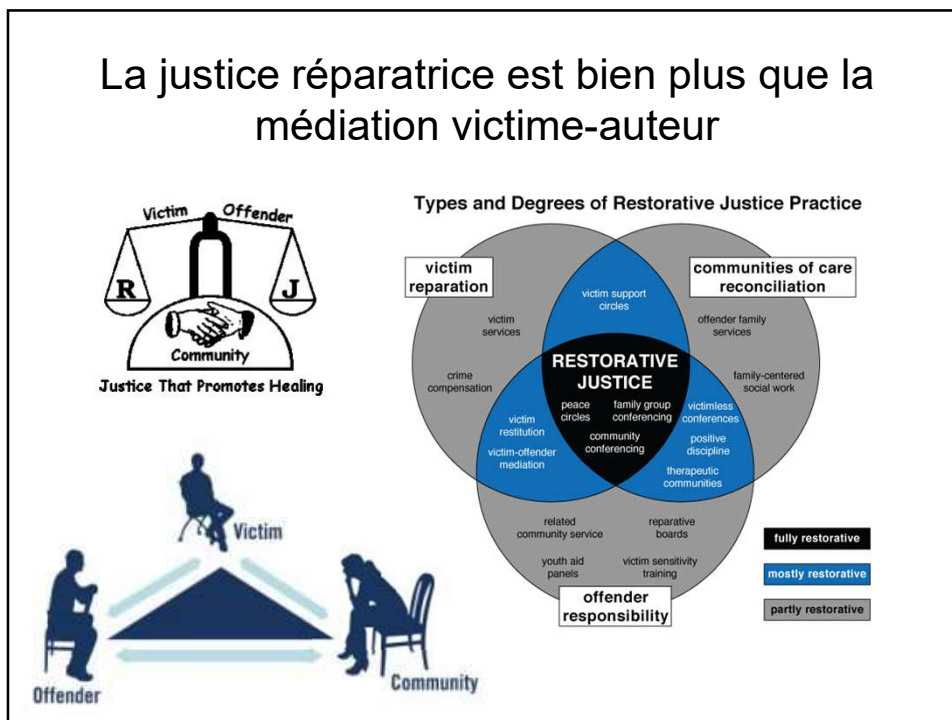 La justice réparatrice est bien plus que la
médiation victime-auteur
Victim Offender
R J
Community
Justice That Promotes Healing
Types and Degrees of Restorative Justice Practice
victim
reparation
communities of care
reconciliation
victim support
circles
victim
services
offender family
services
crime
compensation
family-centered
social work
RESTORATIVE
JUSTICE
peace
circles
family group
conferencing
community
conferencing
victim
restitution
victim-offender
mediation
victimless
conferences
positive
discipline
therapeutic
communities
related
community service
reparative
boards
youth aid
panels
victim sensitivity
training
offender
responsibility
fully restorative
mostly restorative
partly restorative
Victim
Offender
Community